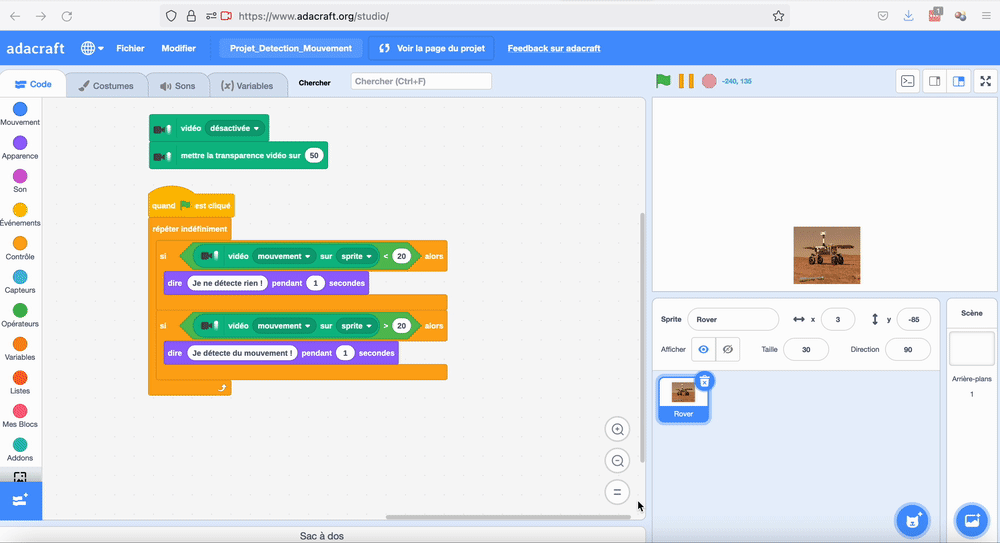 https://www.adacraft.org/studio/
1
adacraft
Fichier
Modifier
Projet_Detection_Mouvement
Voir la page du projet
Feedback sur adacraft
Code
Costumes
Sons
(x) Variables
Chercher
Chercher (Ctrl+F)
-240, 135
Mouvement
Apparence
Son
Événements
Contrôle
Capteurs
Opérateurs
Variables
Listes
Mes Blocs
Addons
vidéo désactivée
mettre la transparence vidéo sur 50
quand est cliqué
répéter indéfiniment
si vidéo mouvement sur sprite < 20 alors
dire Je ne détecte rien ! pendant 1 secondes
si vidéo mouvement sur sprite > 20 alors
dire Je détecte du mouvement ! pendant 1 secondes
Sac à dos
Sprite Rover x 3 y -85
Afficher Taille 30 Direction 90
Rover
Scène
Arrière-plans
1